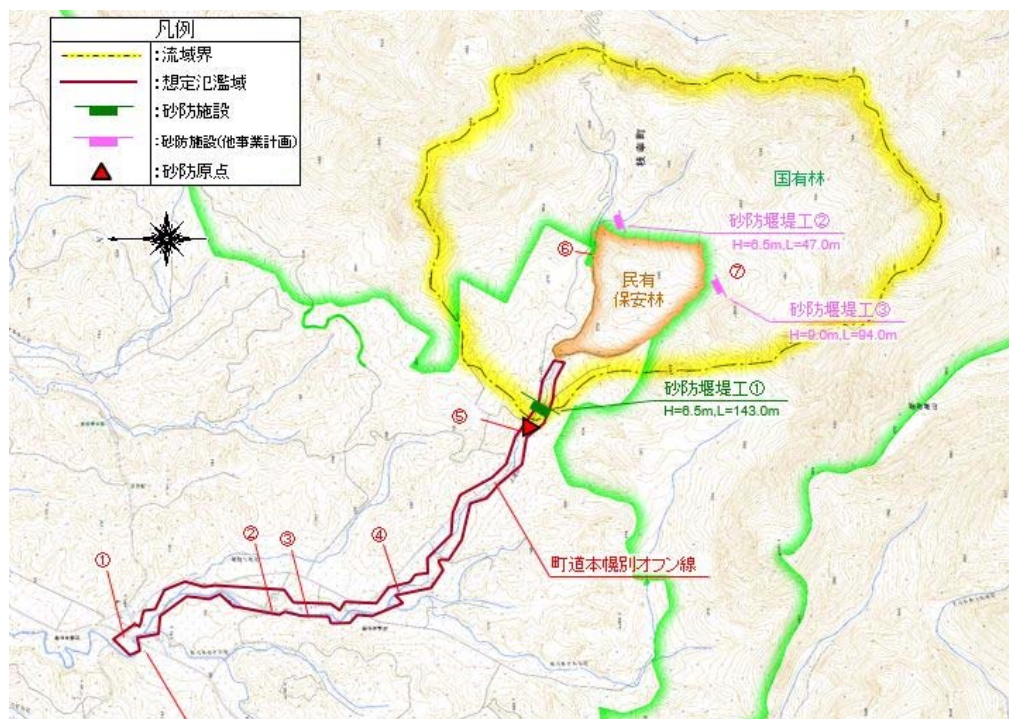 凡例
:流域界
:想定氾濫域
:砂防施設
:砂防施設(他事業計画)
:砂防原点
枝幸町
国有林
砂防堰堤工②
H=6.5m,L=47.0m
⑥
⑦
民有
保安林
砂防堰堤工③
H=9.0m,L=94.0m
砂防堰堤工①
H=6.5m,L=143.0m
⑤
④
②
③
①
町道本幌別オフン線